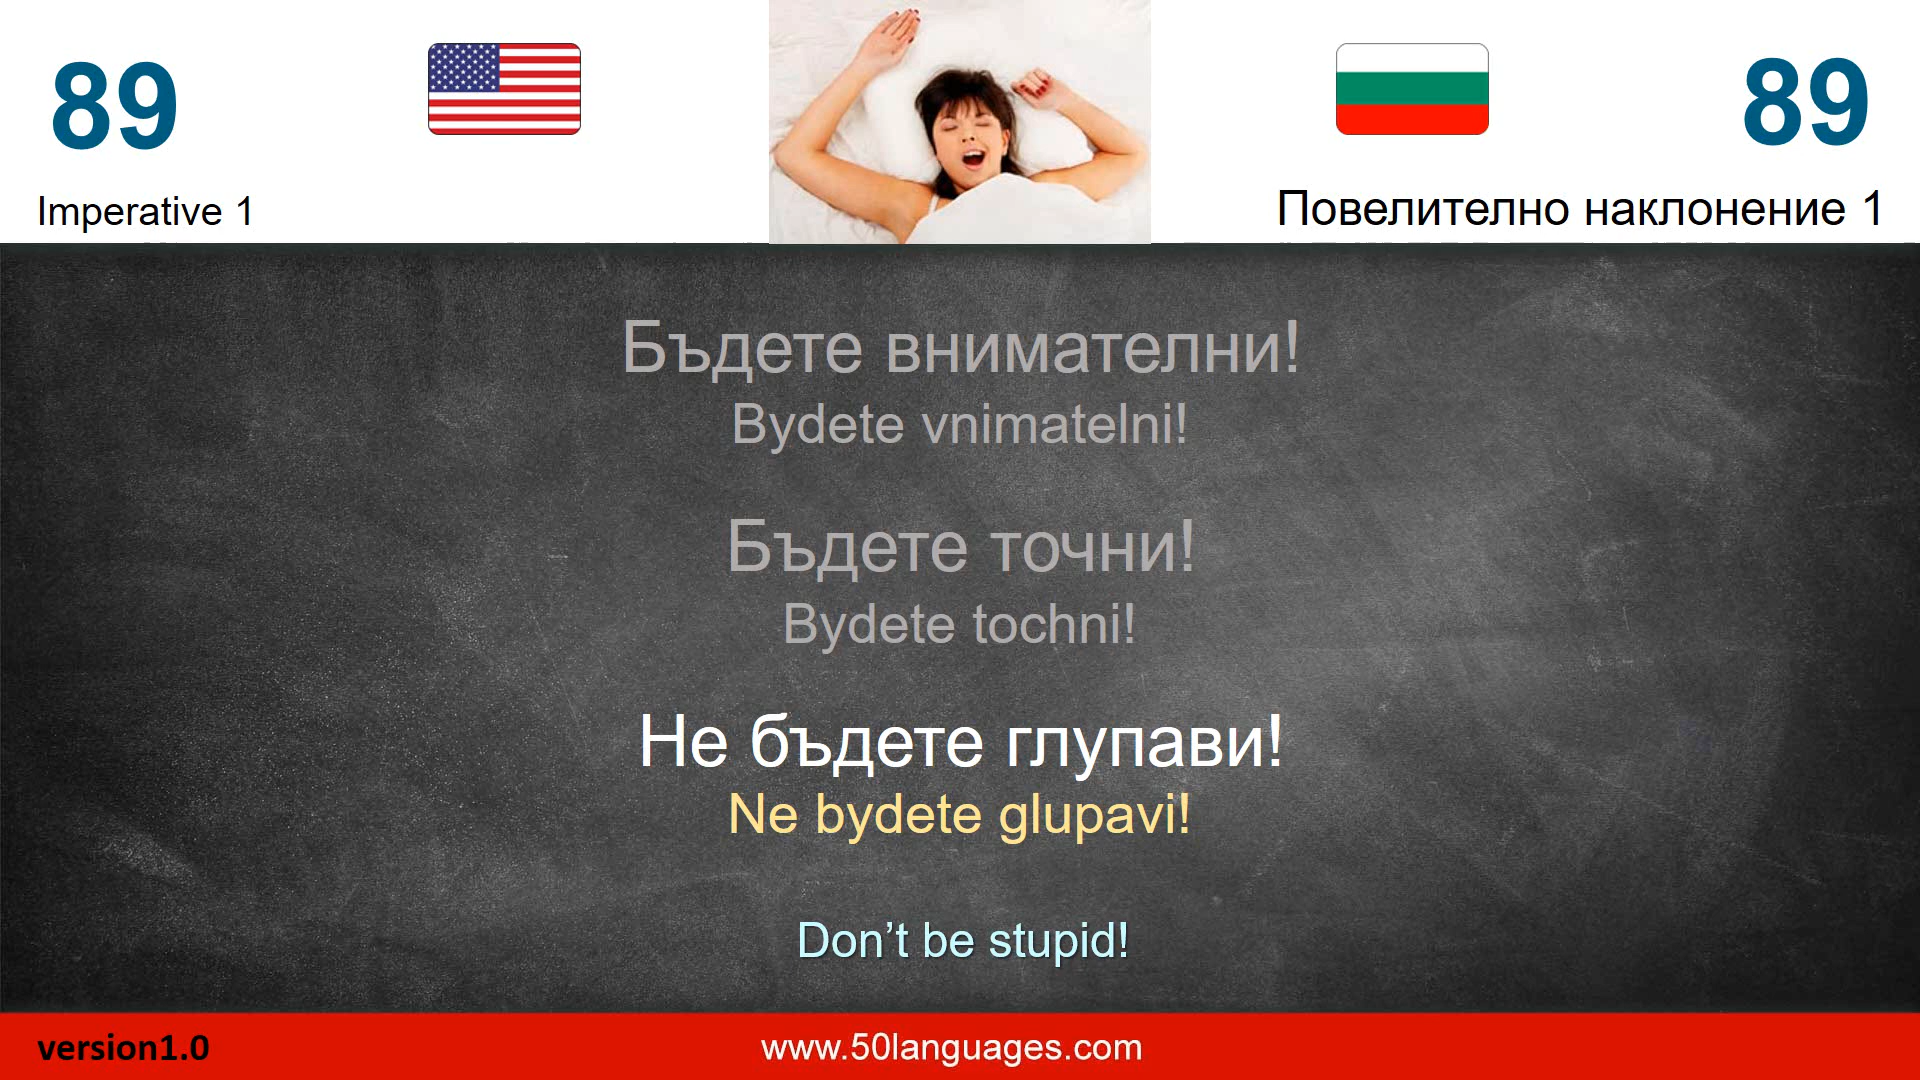 89
89
Imperative 1
Повелително наклонение 1
Бъдете внимателни!
Bydete vnimatelni!
Бъдете точни!
Bydete tochni!
Не бъдете глупави!
Ne bydete glupavi!
Don’t be stupid!
version1.0
www.50languages.com